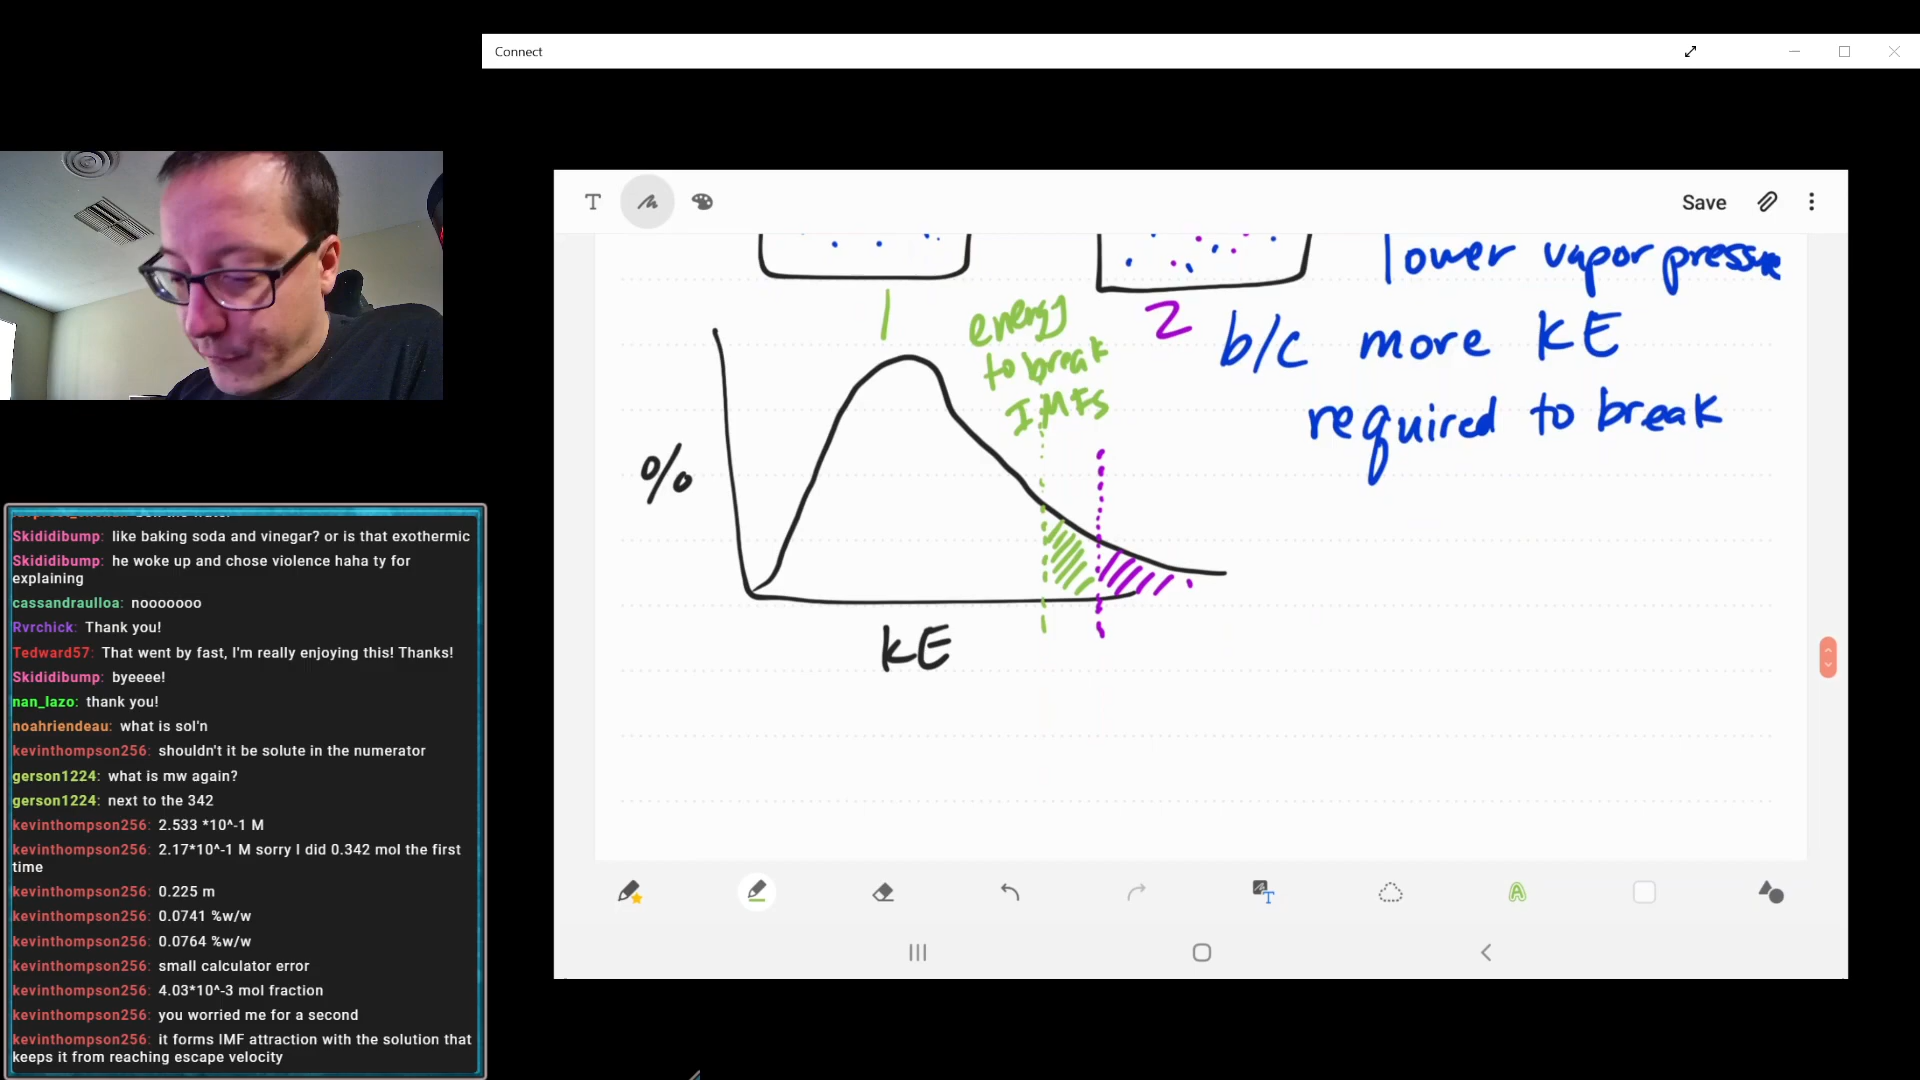 Connect
Save
lower vapor pressure
1
energy
to break
IMFS
2
b/c more KE
required to break
%
KE
Skididibump: like baking soda and vinegar? or is that exothermic
Skididibump: he woke up and chose violence haha ty for
explaining
cassandraulloa: nooooooo
Rvrchick: Thank you!
Tedward57: That went by fast, I'm really enjoying this! Thanks!
Skididibump: byeeee!
nan_lazo: thank you!
noahriendeau: what is sol'n
kevinthompson256: shouldn't it be solute in the numerator
gerson1224: what is mw again?
gerson1224: next to the 342
kevinthompson256: 2.533 *10^-1 M
kevinthompson256: 2.17*10^-1 M sorry I did 0.342 mol the first
time
kevinthompson256: 0.225 m
kevinthompson256: 0.0741 %w/w
kevinthompson256: 0.0764 %w/w
kevinthompson256: small calculator error
kevinthompson256: 4.03*10^-3 mol fraction
kevinthompson256: you worried me for a second
kevinthompson256: it forms IMF attraction with the solution that
keeps it from reaching escape velocity